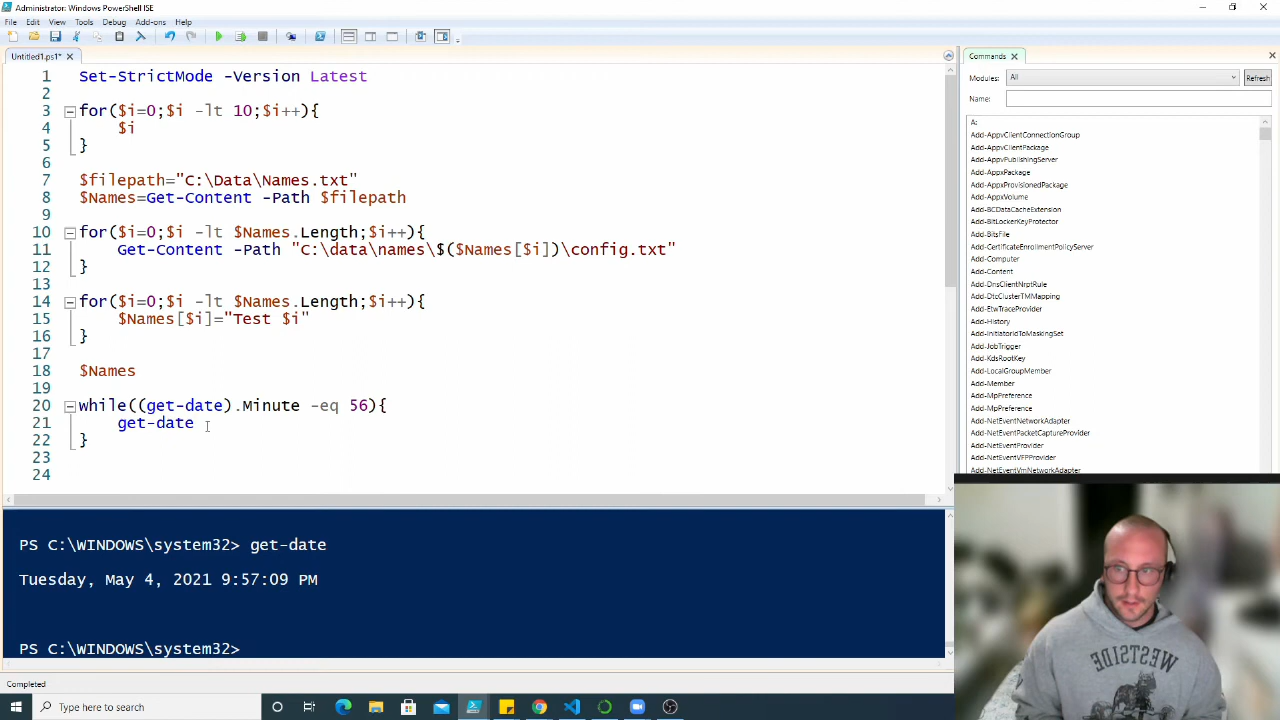 Administrator: Windows PowerShell ISE
File Edit View Tools Debug Add-ons Help
Untitled1.ps1*
1 Set-StrictMode -Version Latest
2
3 for($i=0;$i -lt 10;$i++){
4 $i
5 }
6
7 $filepath="C:\Data\Names.txt"
8 $Names=Get-Content -Path $filepath
9
10 for($i=0;$i -lt $Names.Length;$i++){
11 Get-Content -Path "C:\data\names\$($Names[$i])\config.txt"
12 }
13
14 for($i=0;$i -lt $Names.Length;$i++){
15 $Names[$i]="Test $i"
16 }
17
18 $Names
19
20 while((get-date).Minute -eq 56){
21 get-date
22 }
23
24
PS C:\WINDOWS\system32> get-date
Tuesday, May 4, 2021 9:57:09 PM
PS C:\WINDOWS\system32>
Completed
Type here to search
Commands
Modules: All Refresh
Name:
A:
Add-AppvClientConnectionGroup
Add-AppvClientPackage
Add-AppvPublishingServer
Add-AppxPackage
Add-AppxProvisionedPackage
Add-AppxVolume
Add-BCDataCacheExtension
Add-BitLockerKeyProtector
Add-BitsFile
Add-CertificateEnrollmentPolicyServer
Add-Computer
Add-Content
Add-DnsClientNrptRule
Add-DtcClusterTMMapping
Add-EtwTraceProvider
Add-History
Add-InitiatorIdToMaskingSet
Add-JobTrigger
Add-KdsRootKey
Add-LocalGroupMember
Add-Member
Add-MpPreference
Add-MpPreference
Add-NetEventNetworkAdapter
Add-NetEventPacketCaptureProvider
Add-NetEventProvider
Add-NetEventVFPProvider
Add-NetEventVmNetworkAdapter
WESTSIDE